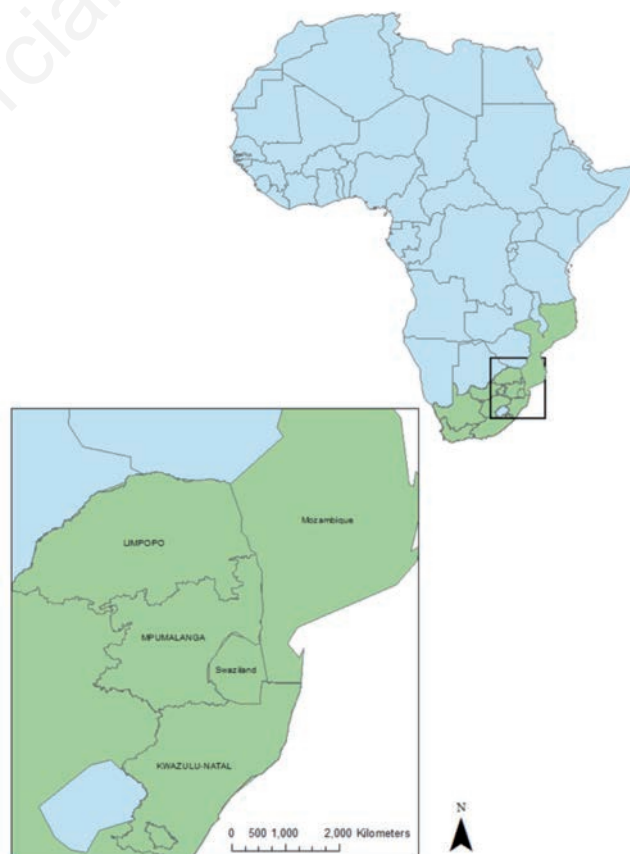 N
LIMPOPO
Mozambique
MPUMALANGA
Swaziland
KWAZULU-NATAL
0 500 1,000 2,000 Kilometers